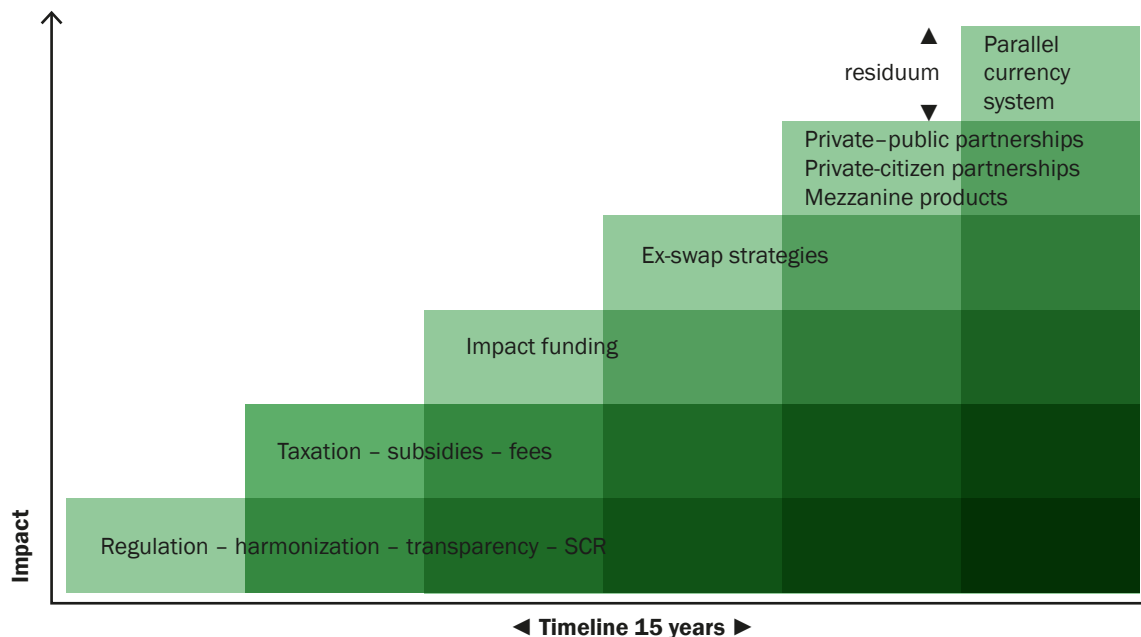 Parallel
currency
system
▲
residuum
▼
Private–public partnerships
Private-citizen partnerships
Mezzanine products
Ex-swap strategies
Impact funding
Taxation – subsidies – fees
Regulation – harmonization – transparency – SCR
Impact
◄ Timeline 15 years ►